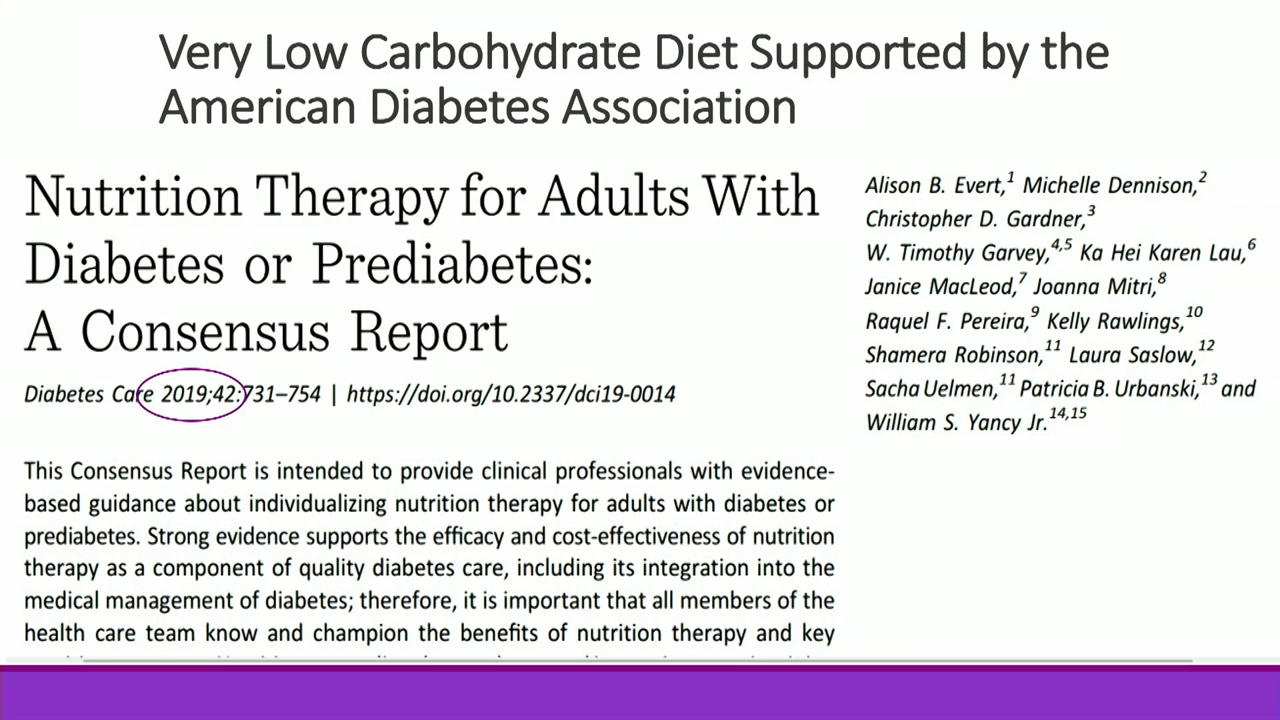 Very Low Carbohydrate Diet Supported by the
American Diabetes Association
Nutrition Therapy for Adults With
Diabetes or Prediabetes:
A Consensus Report
Diabetes Care 2019;42:731–754 | https://doi.org/10.2337/dci19-0014
Alison B. Evert,1 Michelle Dennison,2
Christopher D. Gardner,3
W. Timothy Garvey,4,5 Ka Hei Karen Lau,6
Janice MacLeod,7 Joanna Mitri,8
Raquel F. Pereira,9 Kelly Rawlings,10
Shamera Robinson,11 Laura Saslow,12
Sacha Uelmen,11 Patricia B. Urbanski,13 and
William S. Yancy Jr.14,15
This Consensus Report is intended to provide clinical professionals with evidence-
based guidance about individualizing nutrition therapy for adults with diabetes or
prediabetes. Strong evidence supports the efficacy and cost-effectiveness of nutrition
therapy as a component of quality diabetes care, including its integration into the
medical management of diabetes; therefore, it is important that all members of the
health care team know and champion the benefits of nutrition therapy and key